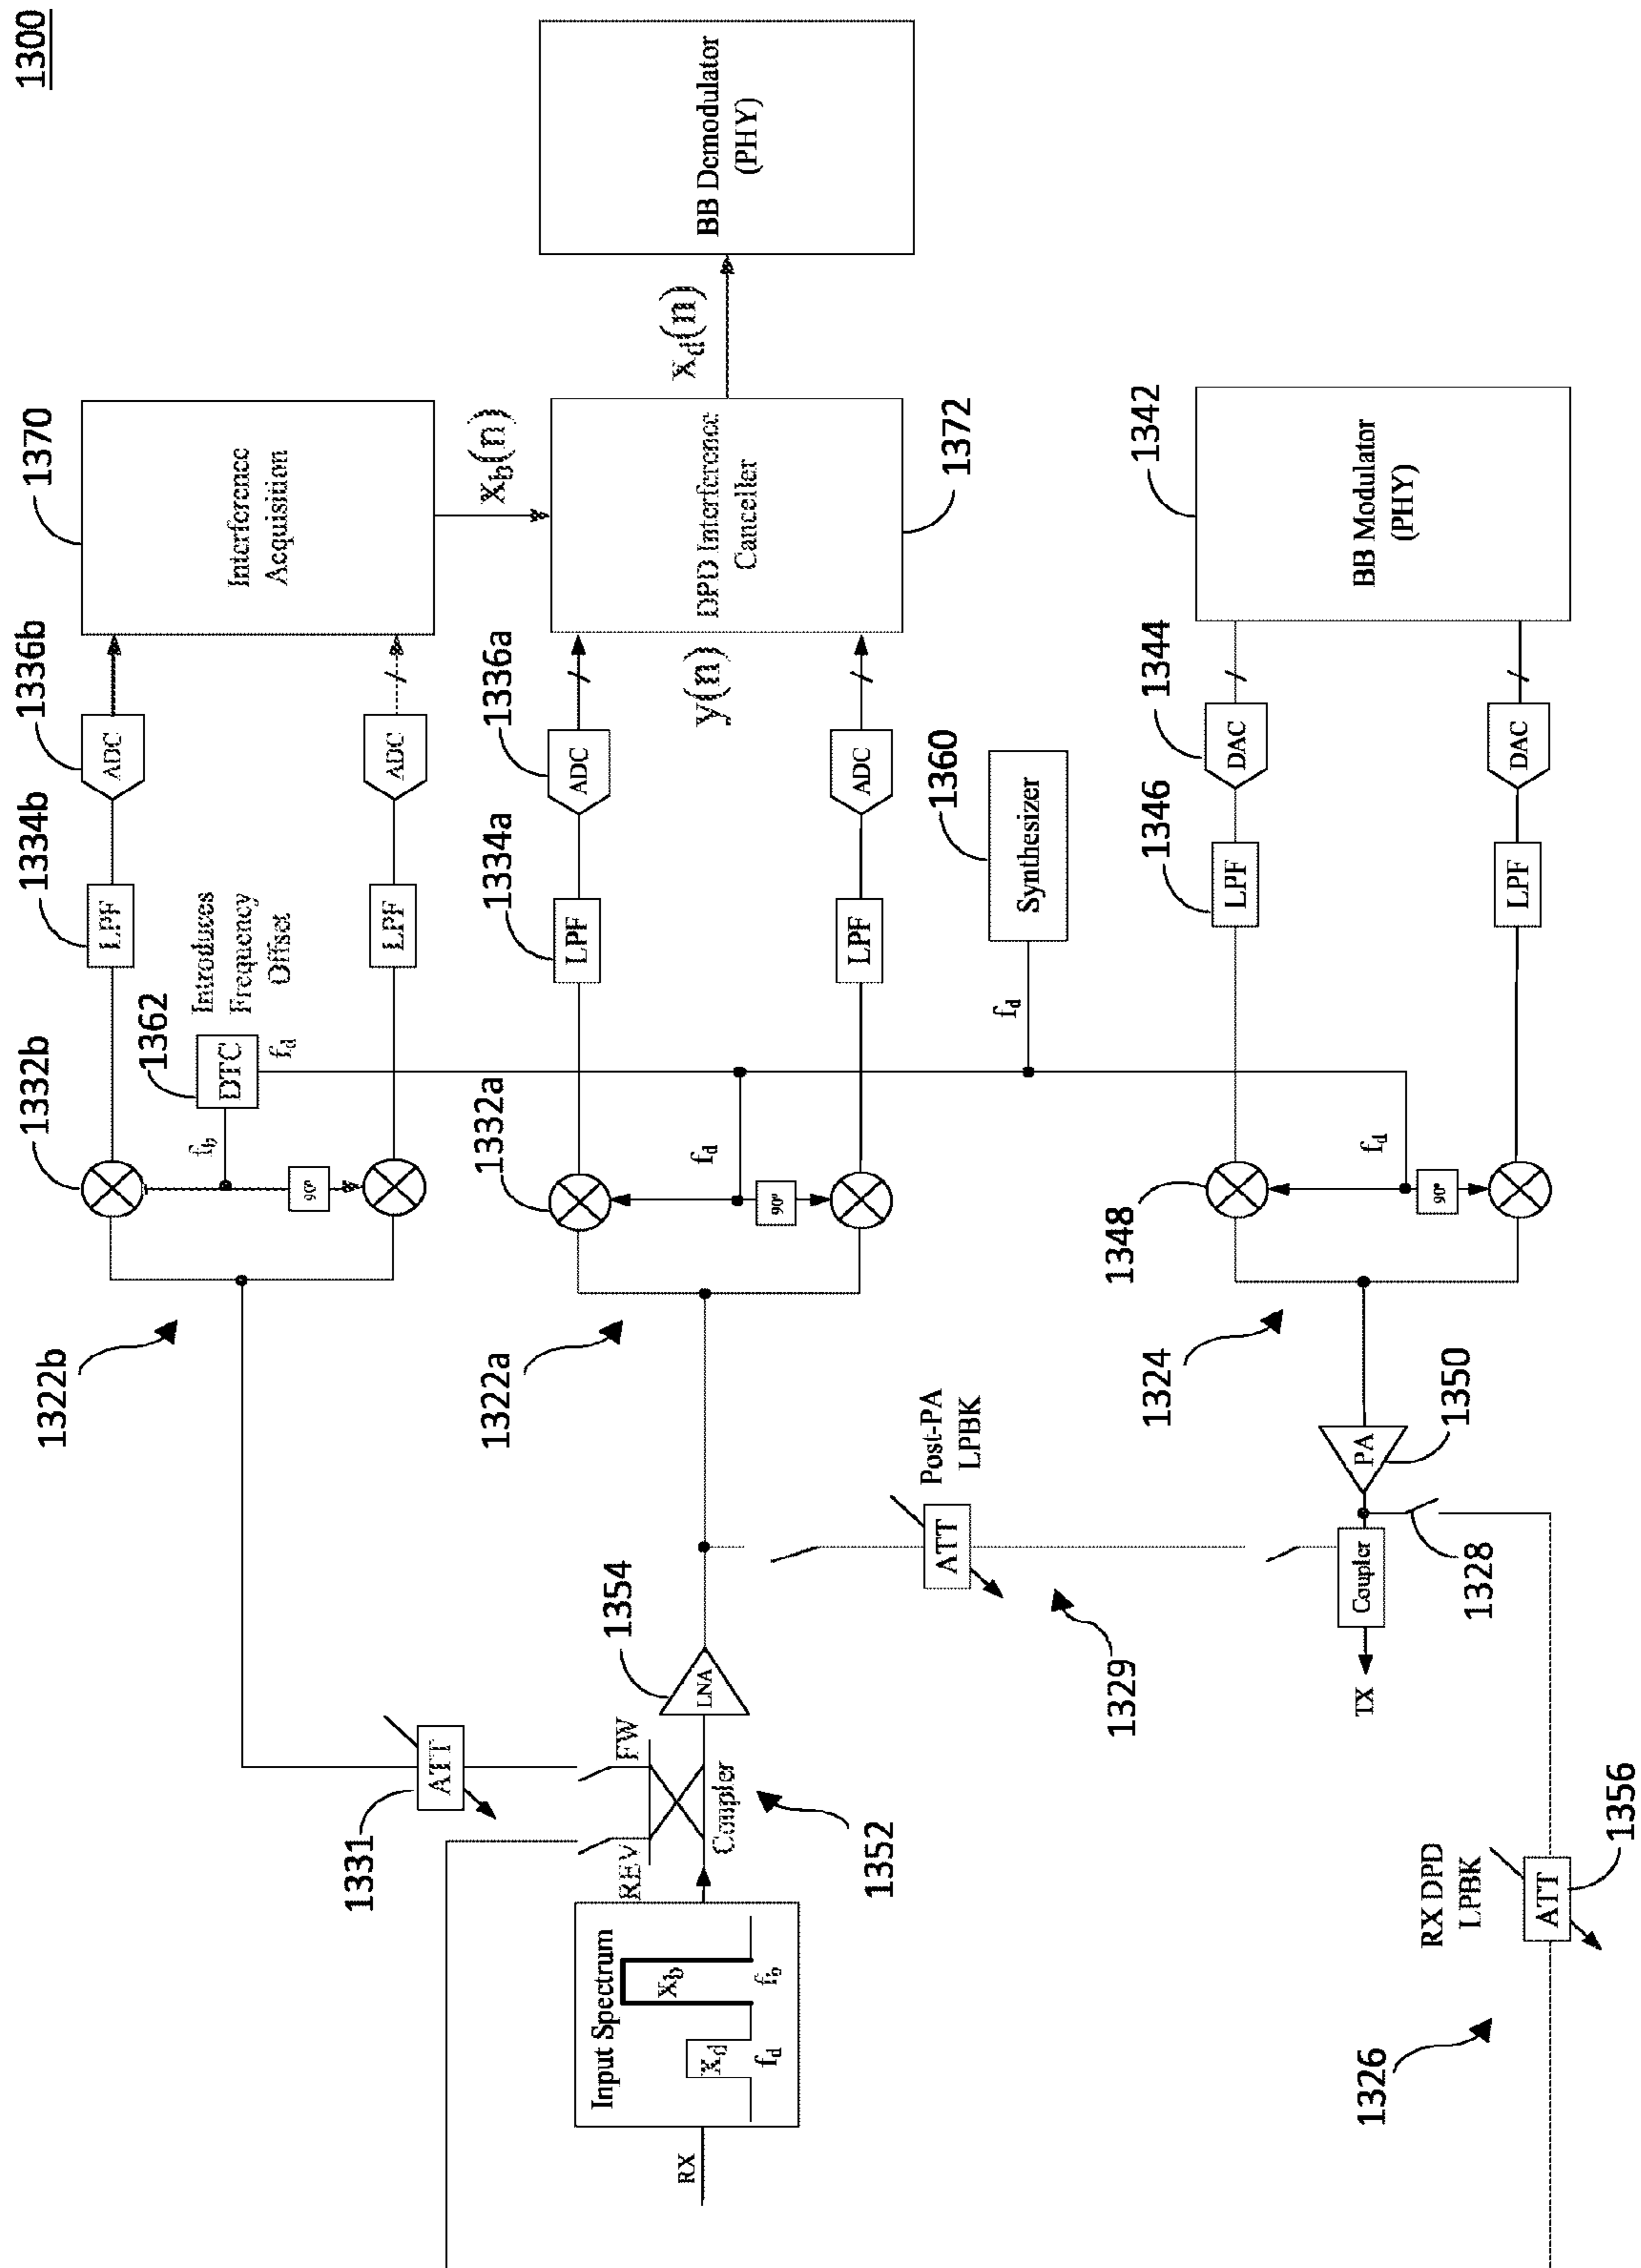 1300
1370
Interference
Acquisition
1336b
ADC
ADC
1334b
LPF
LPF
Introduces
Frequency
Offset
1362
DTC
f_d
f_b
1332b
90°
1322b
ATT
1331
x_b(n)
BB Demodulator
(PHY)
x_d(n)
DPD Interference
Canceller
1372
y(n)
1336a
ADC
ADC
1334a
LPF
LPF
1332a
f_d
90°
1322a
1354
LNA
FW
REV
Coupler
1352
Input Spectrum
X_d
X_b
f_d
f_b
RX
1360
Synthesizer
f_d
Post-PA
LPBK
ATT
1329
1342
BB Modulator
(PHY)
1344
DAC
DAC
1346
LPF
LPF
1348
f_d
90°
1324
1350
PA
Coupler
1328
TX
RX DPD
LPBK
ATT
1356
1326